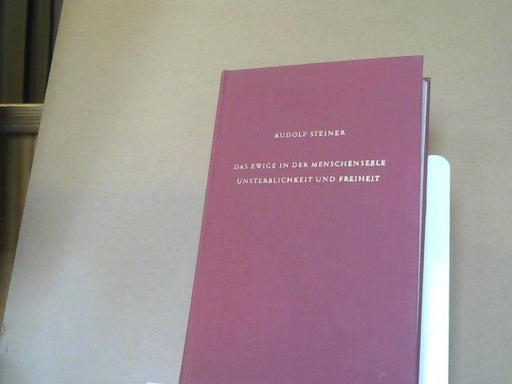 RUDOLF STEINER
DAS EWIGE IN DER MENSCHENSEELE
UNSTERBLICHKEIT UND FREIHEIT